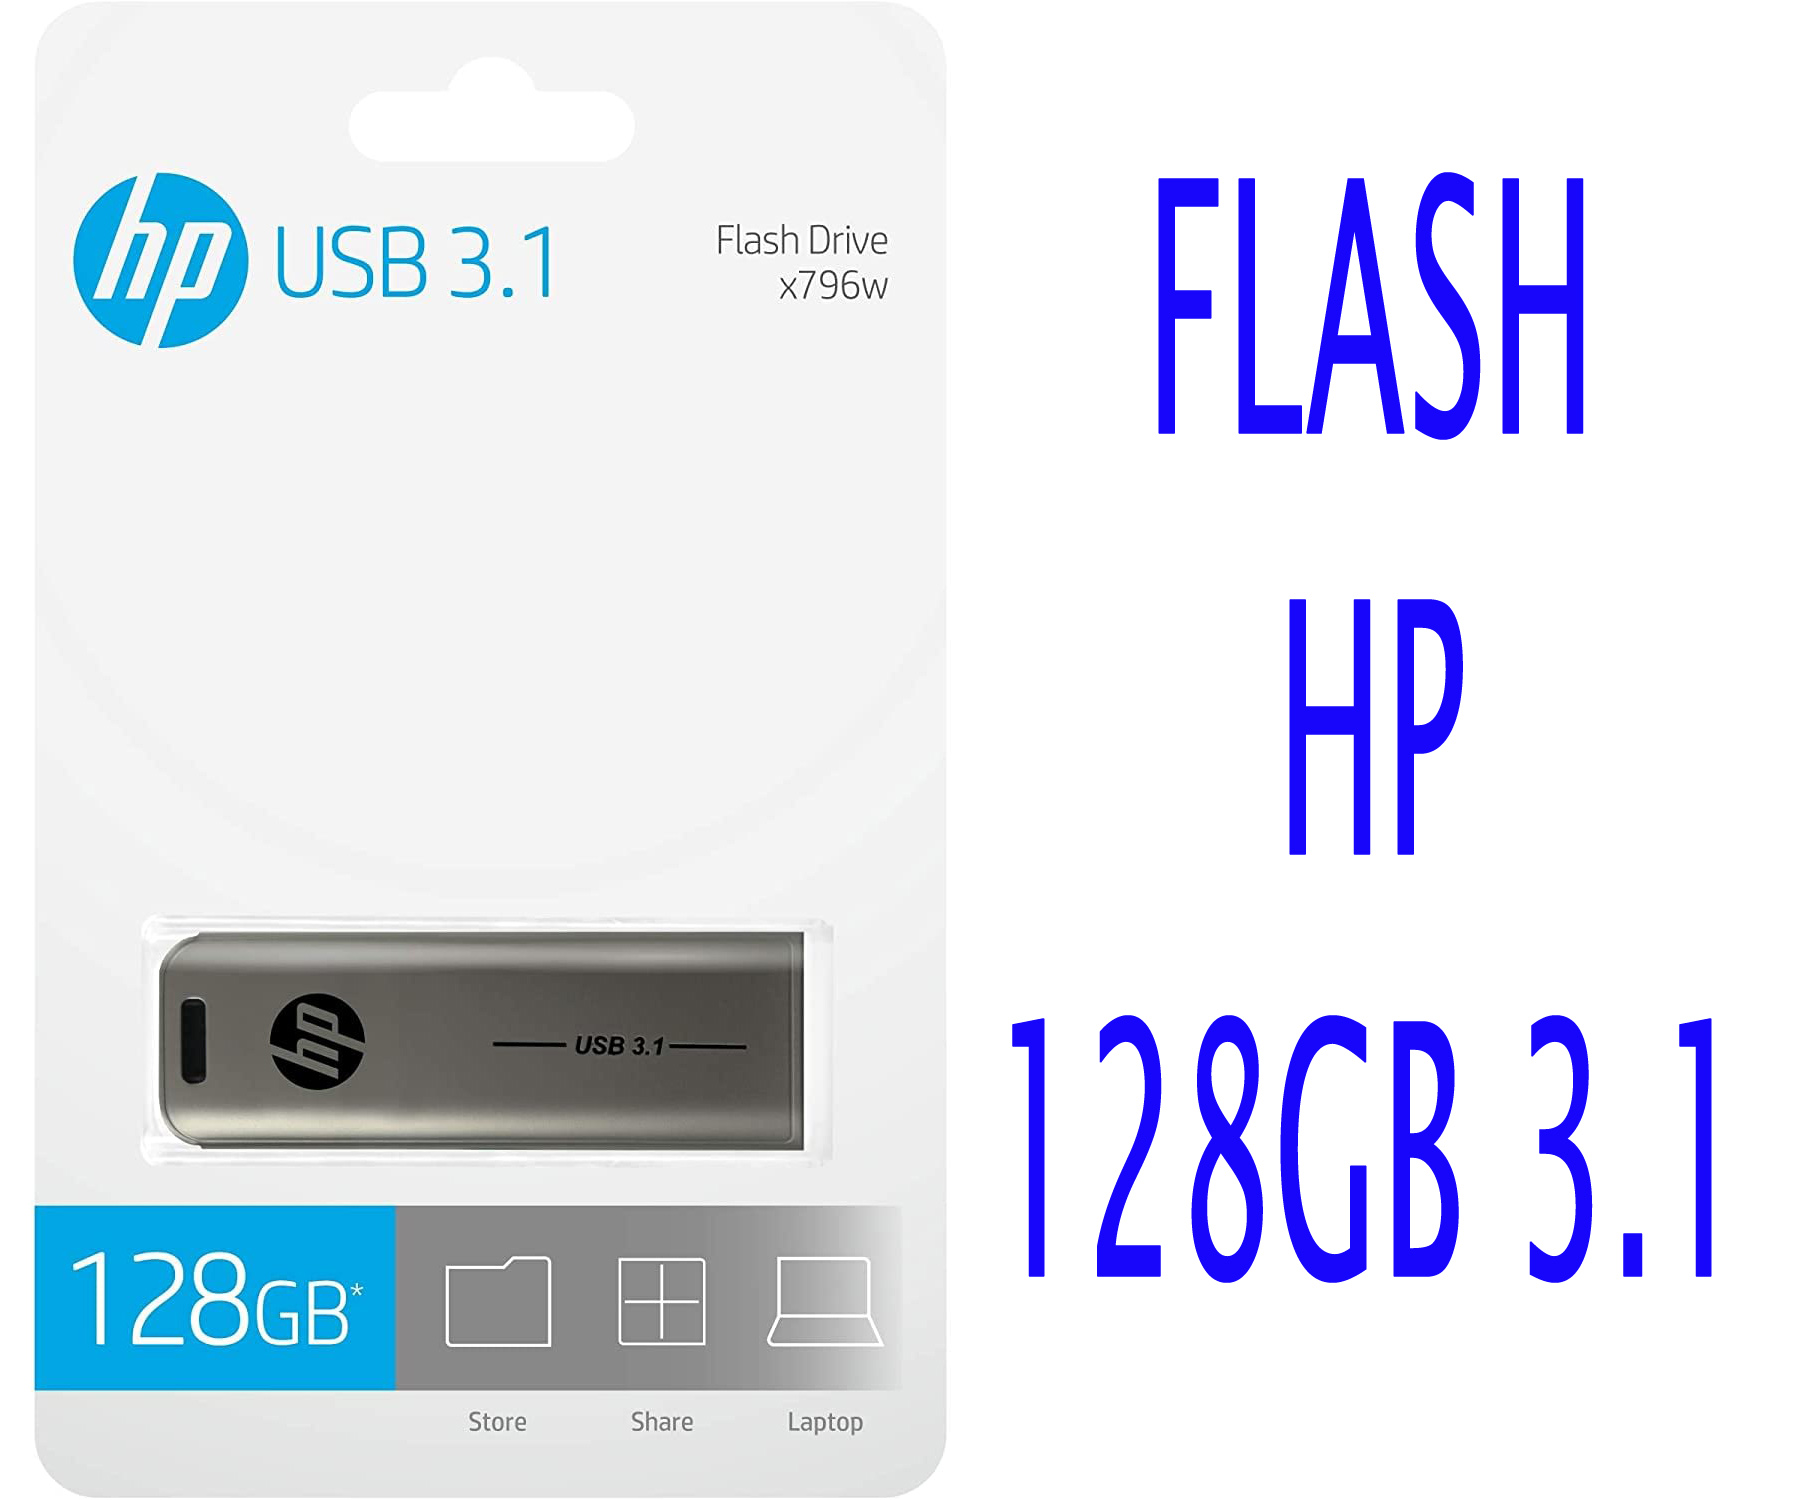 hp USB 3.1
Flash Drive
x796w
hp
USB 3.1
128GB*
Store
Share
Laptop
FLASH
HP
128GB 3.1